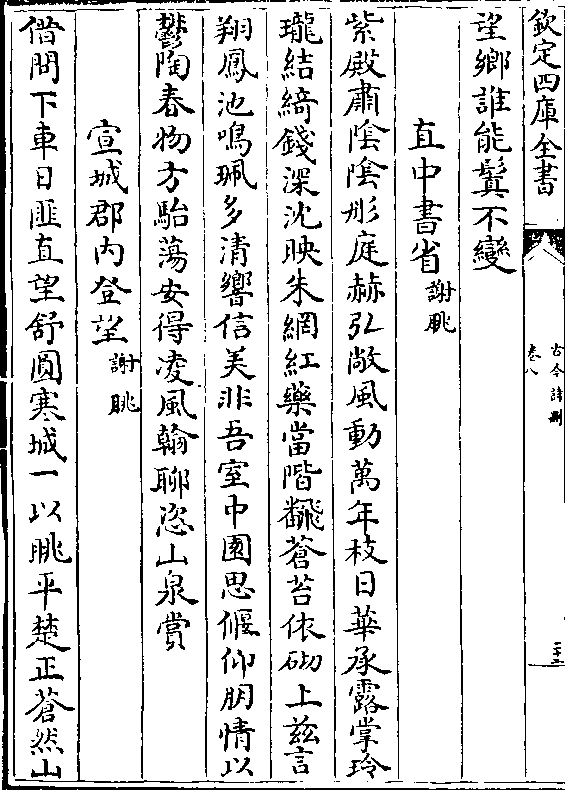 欽定四庫全書
古今詩刪
卷八
二十二
望鄉誰能鬒不變
直中書省謝朓
紫殿肅陰陰彤庭赫弘敞風動萬年枝日華承露掌玲
瓏結綺錢深沈映朱網紅藥當階飜蒼苔依砌上兹言
翔鳳池鳴珮多清響信美非吾室中園思偃仰朋情以
鬱陶春物方駘蕩安得凌風翰聊恣山泉賞
宣城郡内登望謝朓
借問下車日匪直望舒圓寒城一以眺平楚正蒼然山